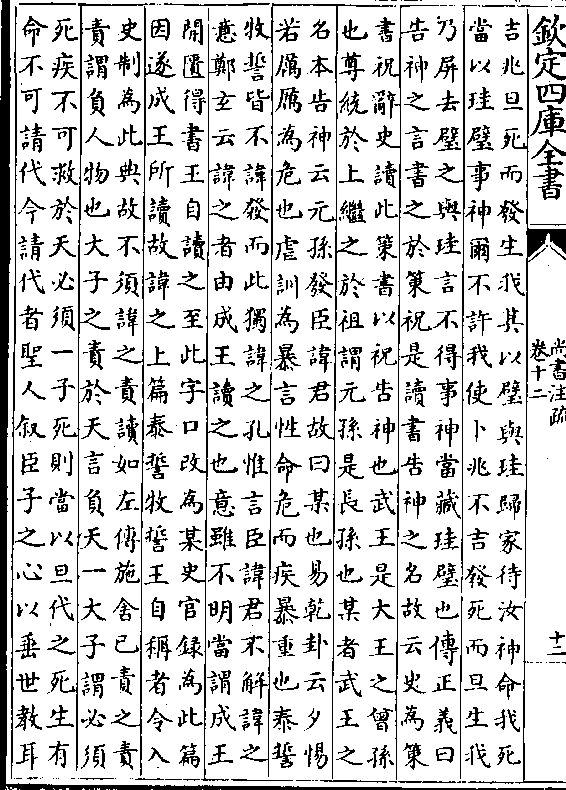 欽定四庫全書
尚書注疏
卷十二
十三
吉兆旦死而發生我其以璧與珪歸家待汝神命我死
當以珪璧事神爾不許我使卜兆不吉發死而旦生我
乃屏去璧之與珪言不得事神當藏珪璧也傳正義曰
告神之言書之於策祝是讀書告神之名故云史為策
書祝辭史讀此策書以祝告神也武王是大王之曾孫
也尊統於上繼之於祖謂元孫是長孫也某者武王之
名本告神云元孫發臣諱君故曰某也易乾卦云夕惕
若厲厲為危也虐訓為暴言性命危而疾暴重也泰誓
牧誓皆不諱發而此獨諱之孔惟言臣諱君不解諱之
意鄭玄云諱之者由成王讀之也意雖不明當謂成王
開匱得書王自讀之至此字口改為某史官録為此篇
因遂成王所讀故諱之上篇泰誓牧誓王自稱者令入
史制為此典故不須諱之責讀如左傳施舍已責之責
責謂負人物也大子之責於天言負天一大子謂必須
死疾不可救於天必須一子死則當以旦代之死生有
命不可請代今請代者聖人叙臣子之心以垂世教耳